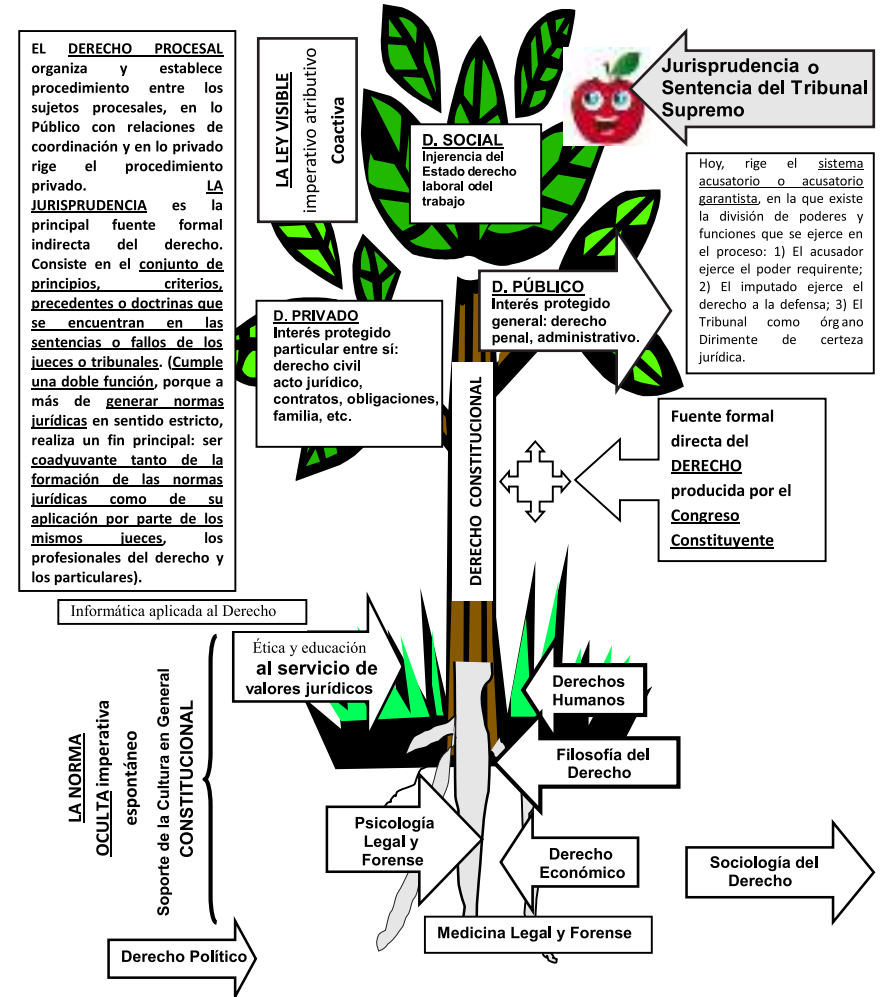 EL DERECHO PROCESAL
organiza y establece
procedimiento entre los
sujetos procesales, en lo
Público con relaciones de
coordinación y en lo privado
rige el procedimiento
privado. LA
JURISPRUDENCIA es la
principal fuente formal
indirecta del derecho.
Consiste en el conjunto de
principios, criterios,
precedentes o doctrinas que
se encuentran en las
sentencias o fallos de los
jueces o tribunales. (Cumple
una doble función, porque a
más de generar normas
jurídicas en sentido estricto,
realiza un fin principal: ser
coadyuvante tanto de la
formación de las normas
jurídicas como de su
aplicación por parte de los
mismos jueces, los
profesionales del derecho y
los particulares).
LA LEY VISIBLE
imperativo atributivo
Coactiva
D. SOCIAL
Injerencia del
Estado derecho
laboral odel
trabajo
Jurisprudencia o
Sentencia del Tribunal
Supremo
Hoy, rige el sistema
acusatorio o acusatorio
garantista, en la que existe
la división de poderes y
funciones que se ejerce en
el proceso: 1) El acusador
ejerce el poder requirente;
2) El imputado ejerce el
derecho a la defensa; 3) El
Tribunal como órg ano
Dirimente de certeza
jurídica.
D. PRIVADO
Interés protegido
particular entre sí:
derecho civil
acto jurídico,
contratos, obligaciones,
familia, etc.
D. PÚBLICO
Interés protegido
general: derecho
penal, administrativo.
DERECHO CONSTITUCIONAL
Fuente formal
directa del
DERECHO
producida por el
Congreso
Constituyente
Informática aplicada al Derecho
LA NORMA
OCULTA imperativa
espontáneo
Soporte de la Cultura en General
CONSTITUCIONAL
Ética y educación
al servicio de
valores jurídicos
Derechos
Humanos
Filosofía del
Derecho
Psicología
Legal y
Forense
Derecho
Económico
Sociología del
Derecho
Medicina Legal y Forense
Derecho Político